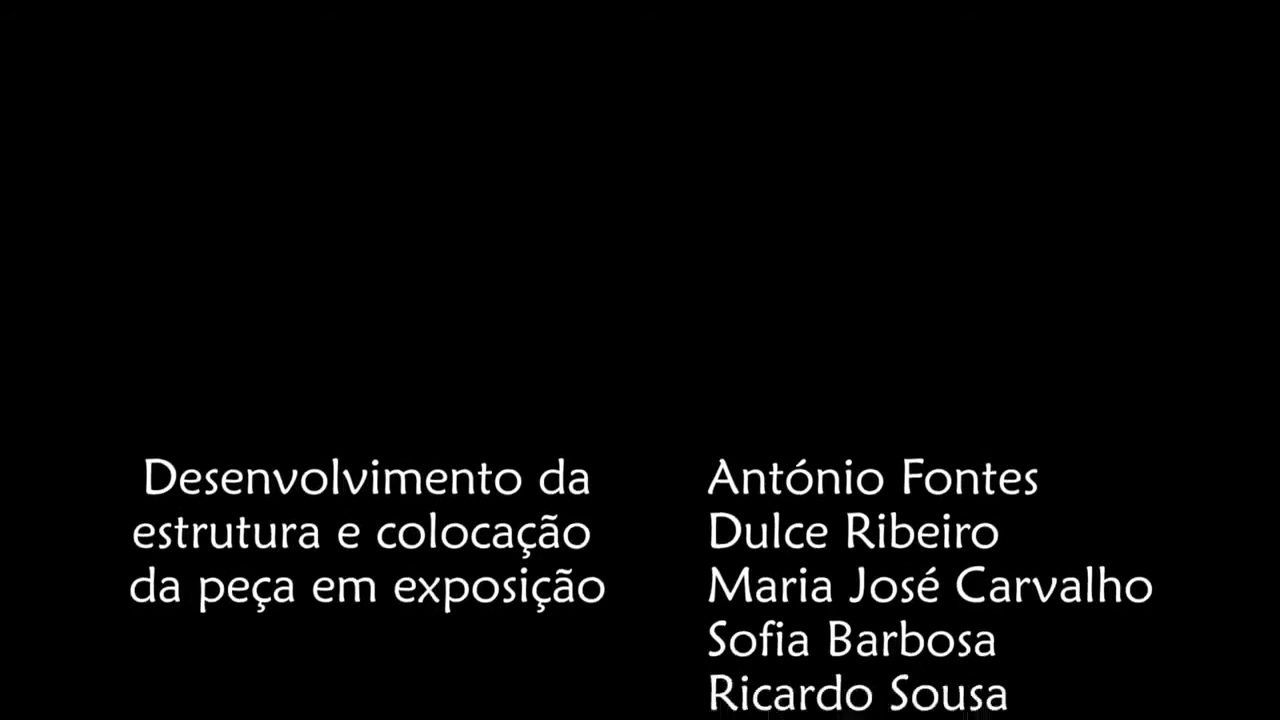 Desenvolvimento da
estrutura e colocação
da peça em exposição
António Fontes
Dulce Ribeiro
Maria José Carvalho
Sofia Barbosa
Ricardo Sousa